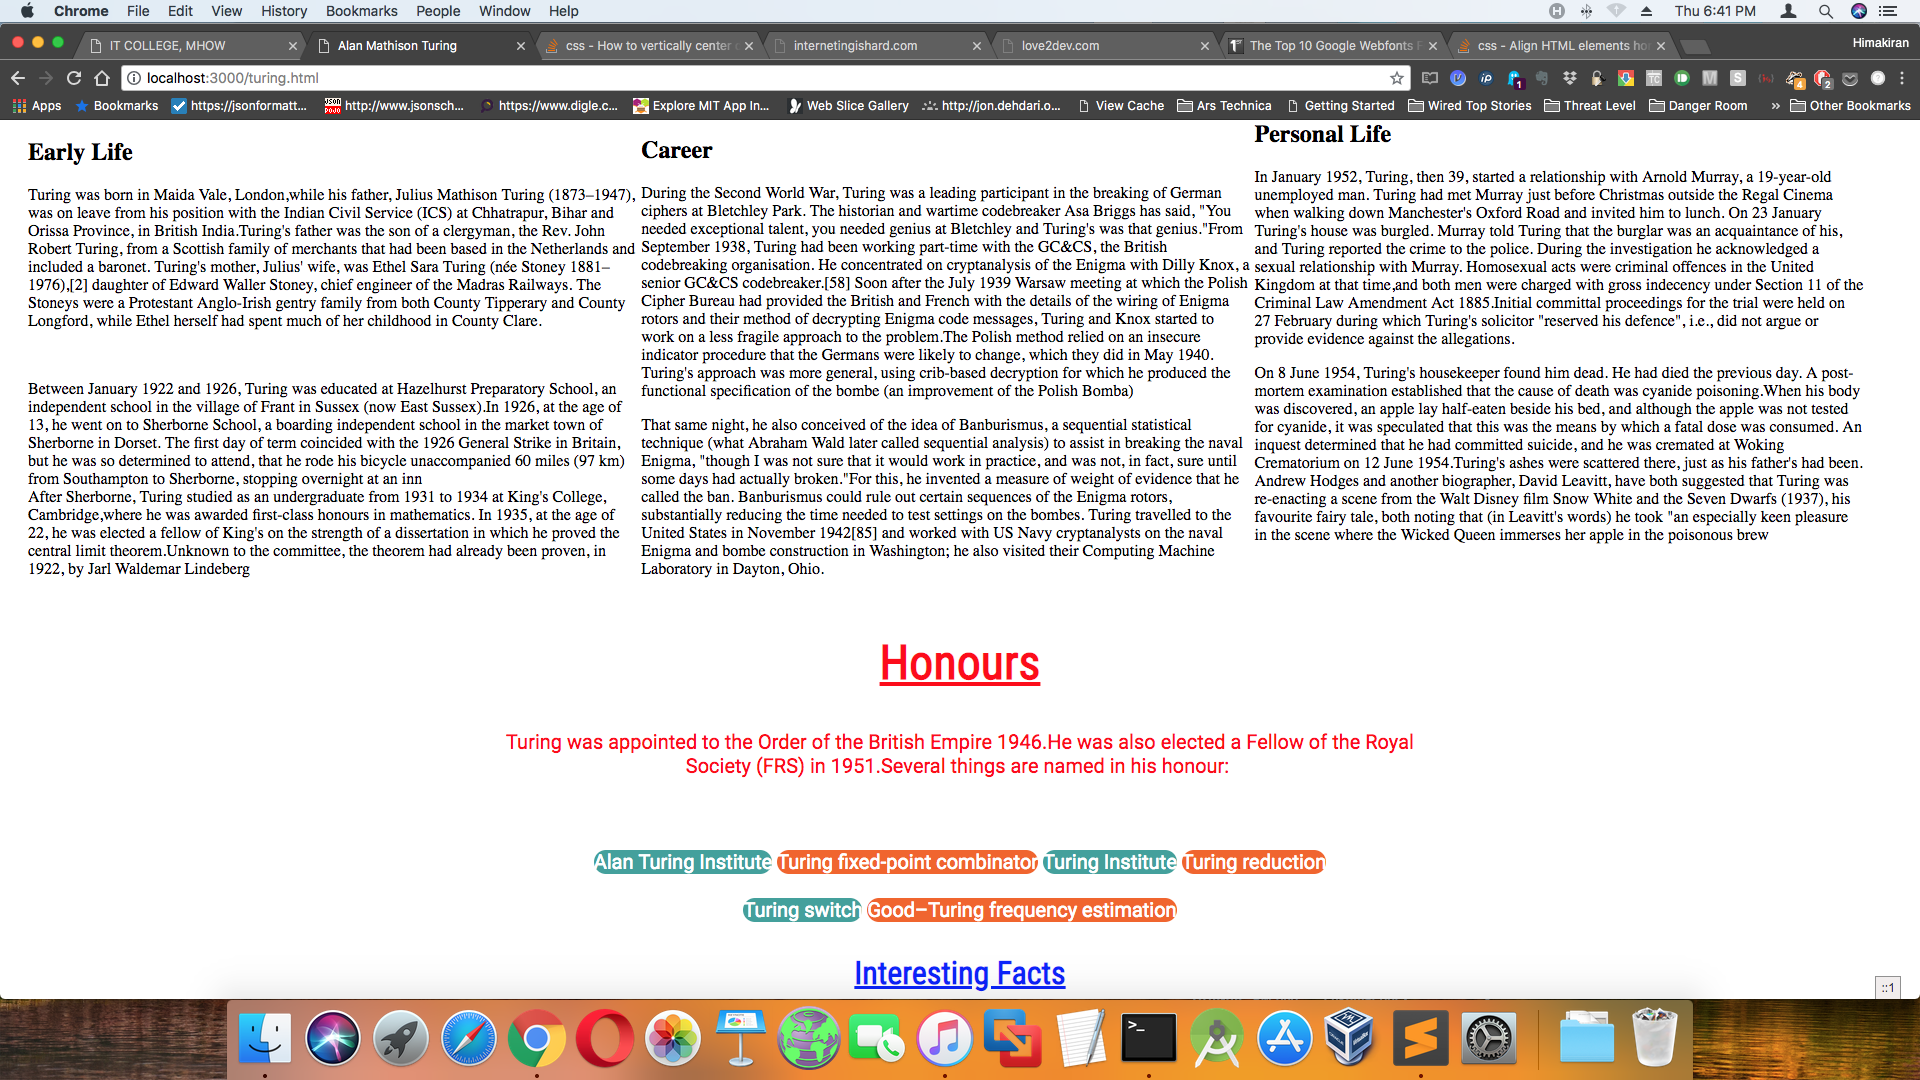 Chrome File Edit View History Bookmarks People Window Help Thu 6:41 PM
IT COLLEGE, MHOW
Alan Mathison Turing
css - How to vertically center
internetingishard.com
love2dev.com
The Top 10 Google Webfonts
css - Align HTML elements ho
Himakiran
localhost:3000/turing.html
Apps Bookmarks https://jsonformatt... http://www.jsonsch... https://www.digle.c... Explore MIT App In... Web Slice Gallery http://jon.dehdari.o... View Cache Ars Technica Getting Started Wired Top Stories Threat Level Danger Room » Other Bookmarks
Early Life
Turing was born in Maida Vale, London,while his father, Julius Mathison Turing (1873–1947),
was on leave from his position with the Indian Civil Service (ICS) at Chhatrapur, Bihar and
Orissa Province, in British India.Turing's father was the son of a clergyman, the Rev. John
Robert Turing, from a Scottish family of merchants that had been based in the Netherlands and
included a baronet. Turing's mother, Julius' wife, was Ethel Sara Turing (née Stoney 1881–
1976),[2] daughter of Edward Waller Stoney, chief engineer of the Madras Railways. The
Stoneys were a Protestant Anglo-Irish gentry family from both County Tipperary and County
Longford, while Ethel herself had spent much of her childhood in County Clare.
Between January 1922 and 1926, Turing was educated at Hazelhurst Preparatory School, an
independent school in the village of Frant in Sussex (now East Sussex).In 1926, at the age of
13, he went on to Sherborne School, a boarding independent school in the market town of
Sherborne in Dorset. The first day of term coincided with the 1926 General Strike in Britain,
but he was so determined to attend, that he rode his bicycle unaccompanied 60 miles (97 km)
from Southampton to Sherborne, stopping overnight at an inn
After Sherborne, Turing studied as an undergraduate from 1931 to 1934 at King's College,
Cambridge,where he was awarded first-class honours in mathematics. In 1935, at the age of
22, he was elected a fellow of King's on the strength of a dissertation in which he proved the
central limit theorem.Unknown to the committee, the theorem had already been proven, in
1922, by Jarl Waldemar Lindeberg
Career
During the Second World War, Turing was a leading participant in the breaking of German
ciphers at Bletchley Park. The historian and wartime codebreaker Asa Briggs has said, "You
needed exceptional talent, you needed genius at Bletchley and Turing's was that genius."From
September 1938, Turing had been working part-time with the GC&CS, the British
codebreaking organisation. He concentrated on cryptanalysis of the Enigma with Dilly Knox, a
senior GC&CS codebreaker.[58] Soon after the July 1939 Warsaw meeting at which the Polish
Cipher Bureau had provided the British and French with the details of the wiring of Enigma
rotors and their method of decrypting Enigma code messages, Turing and Knox started to
work on a less fragile approach to the problem.The Polish method relied on an insecure
indicator procedure that the Germans were likely to change, which they did in May 1940.
Turing's approach was more general, using crib-based decryption for which he produced the
functional specification of the bombe (an improvement of the Polish Bomba)
That same night, he also conceived of the idea of Banburismus, a sequential statistical
technique (what Abraham Wald later called sequential analysis) to assist in breaking the naval
Enigma, "though I was not sure that it would work in practice, and was not, in fact, sure until
some days had actually broken."For this, he invented a measure of weight of evidence that he
called the ban. Banburismus could rule out certain sequences of the Enigma rotors,
substantially reducing the time needed to test settings on the bombes. Turing travelled to the
United States in November 1942[85] and worked with US Navy cryptanalysts on the naval
Enigma and bombe construction in Washington; he also visited their Computing Machine
Laboratory in Dayton, Ohio.
Personal Life
In January 1952, Turing, then 39, started a relationship with Arnold Murray, a 19-year-old
unemployed man. Turing had met Murray just before Christmas outside the Regal Cinema
when walking down Manchester's Oxford Road and invited him to lunch. On 23 January
Turing's house was burgled. Murray told Turing that the burglar was an acquaintance of his,
and Turing reported the crime to the police. During the investigation he acknowledged a
sexual relationship with Murray. Homosexual acts were criminal offences in the United
Kingdom at that time,and both men were charged with gross indecency under Section 11 of the
Criminal Law Amendment Act 1885.Initial committal proceedings for the trial were held on
27 February during which Turing's solicitor "reserved his defence", i.e., did not argue or
provide evidence against the allegations.
On 8 June 1954, Turing's housekeeper found him dead. He had died the previous day. A post-
mortem examination established that the cause of death was cyanide poisoning.When his body
was discovered, an apple lay half-eaten beside his bed, and although the apple was not tested
for cyanide, it was speculated that this was the means by which a fatal dose was consumed. An
inquest determined that he had committed suicide, and he was cremated at Woking
Crematorium on 12 June 1954.Turing's ashes were scattered there, just as his father's had been.
Andrew Hodges and another biographer, David Leavitt, have both suggested that Turing was
re-enacting a scene from the Walt Disney film Snow White and the Seven Dwarfs (1937), his
favourite fairy tale, both noting that (in Leavitt's words) he took "an especially keen pleasure
in the scene where the Wicked Queen immerses her apple in the poisonous brew
Honours
Turing was appointed to the Order of the British Empire 1946.He was also elected a Fellow of the Royal
Society (FRS) in 1951.Several things are named in his honour:
Alan Turing Institute Turing fixed-point combinator Turing Institute Turing reduction
Turing switch Good–Turing frequency estimation
Interesting Facts
::1